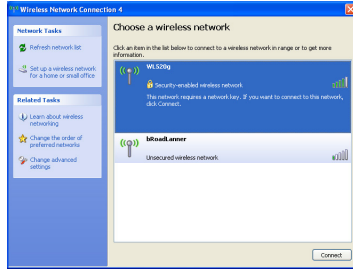 Wireless Network Connection 4
Network Tasks
Refresh network list
Set up a wireless network
for a home or small office
Related Tasks
Learn about wireless
networking
Change the order of
preferred networks
Change advanced
settings
Choose a wireless network
Click an item in the list below to connect to a wireless network in range or to get more
information.
WLS20g
Security-enabled wireless network
This network requires a network key. If you want to connect to this network,
click Connect.
bRoadLanner
Unsecured wireless network
Connect